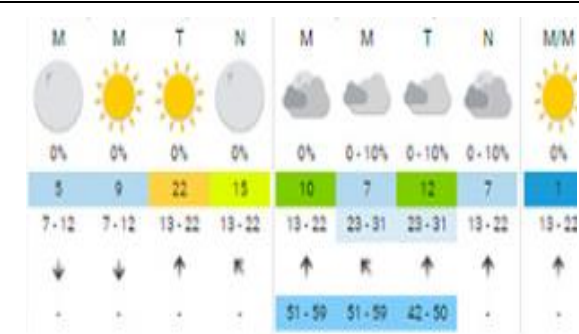 M M T N M M T N M/M
0% 0% 0% 0% 0% 0-10% 0-10% 0-10% 0%
5 9 22 15 10 7 12 7 1
7-12 7-12 13-22 13-22 13-22 23-31 23-31 13-22 13-22
- - - - 51-59 51-59 42-50 - -